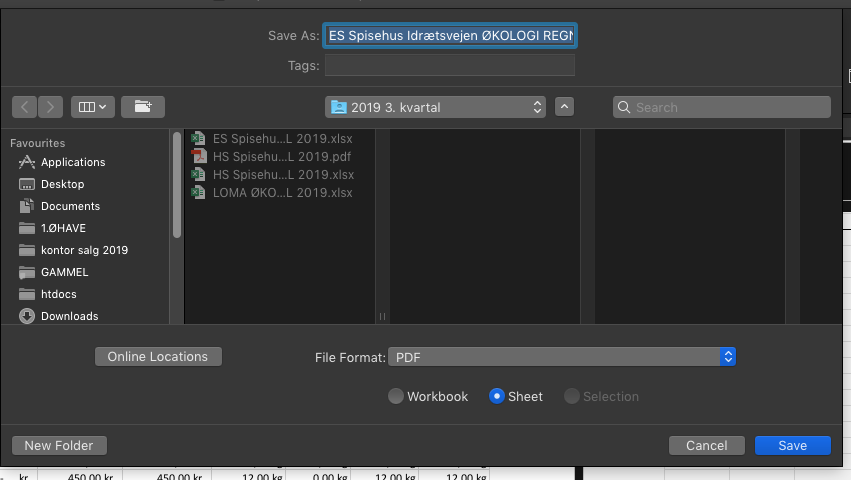 Save As: ES Spisehus Idrætsvejen ØKOLOGI REGN
Tags:
2019 3. kvartal
Search
Favourites
Applications
Desktop
Documents
1.ØHAVE
kontor salg 2019
GAMMEL
htdocs
Downloads
ES Spisehu...L 2019.xlsx
HS Spisehu...L 2019.pdf
HS Spisehu...L 2019.xlsx
LOMA ØKO...L 2019.xlsx
Online Locations
File Format: PDF
Workbook Sheet Selection
New Folder Cancel Save
kr 450,00 kr 450,00 kr 12,00 kg 0,00 kg 12,00 kg 12,00 kg